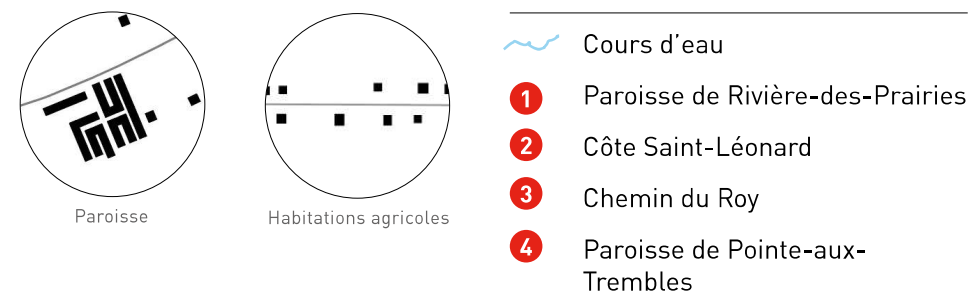 Paroisse
Habitations agricoles
Cours d'eau
1 Paroisse de Rivière-des-Prairies
2 Côte Saint-Léonard
3 Chemin du Roy
4 Paroisse de Pointe-aux-
Trembles